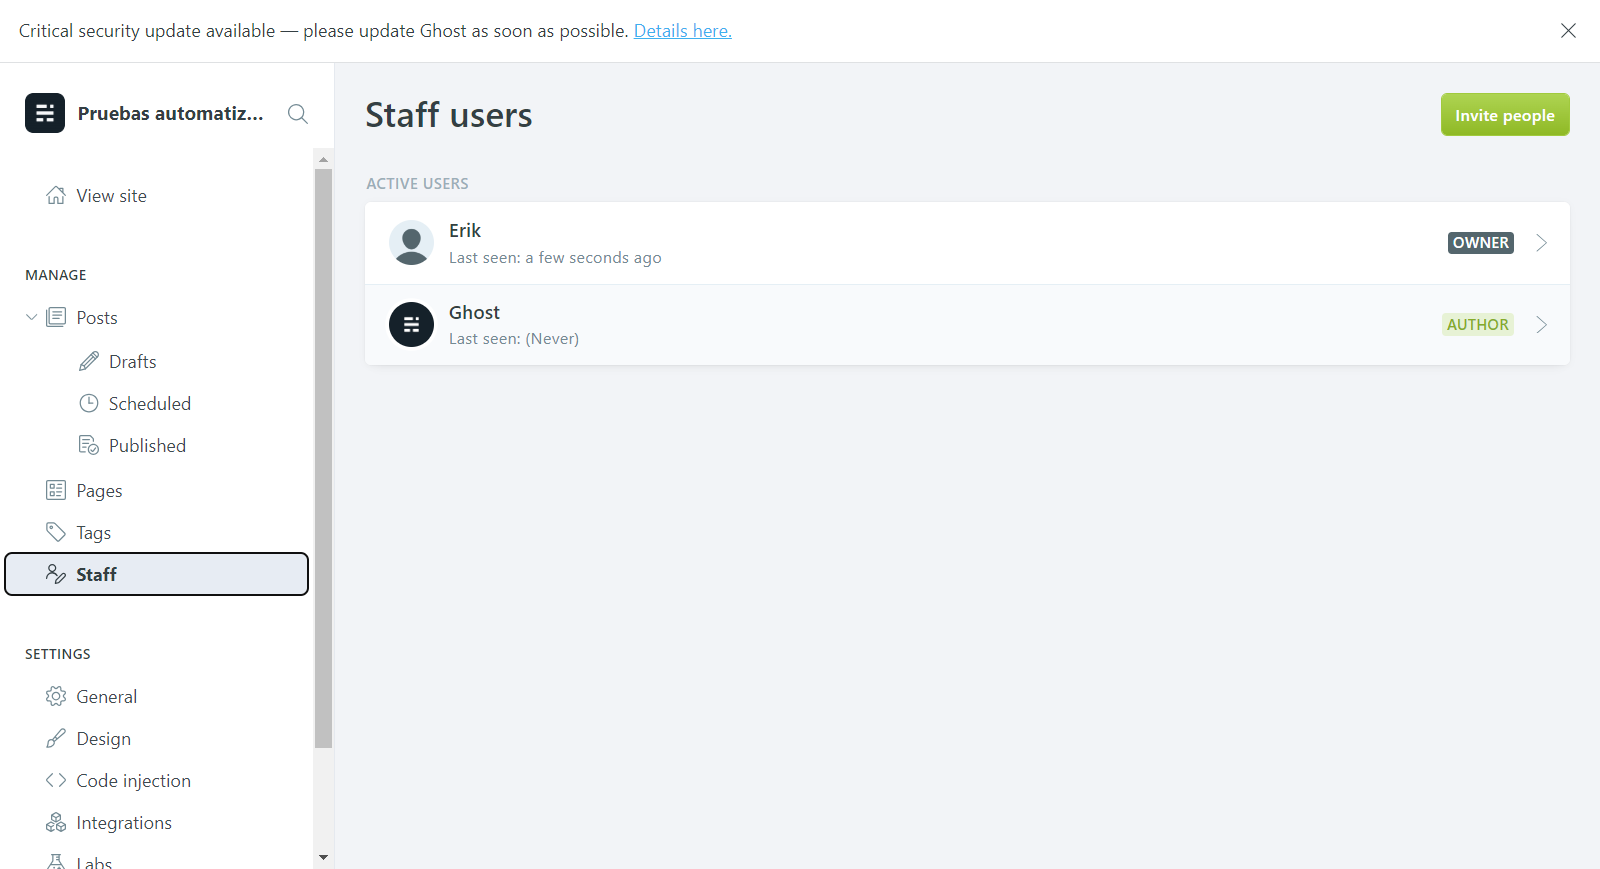 Critical security update available — please update Ghost as soon as possible. Details here.
Pruebas automatiz...
View site
MANAGE
Posts
Drafts
Scheduled
Published
Pages
Tags
Staff
SETTINGS
General
Design
Code injection
Integrations
Labs
Staff users
Invite people
ACTIVE USERS
Erik
Last seen: a few seconds ago
OWNER
Ghost
Last seen: (Never)
AUTHOR